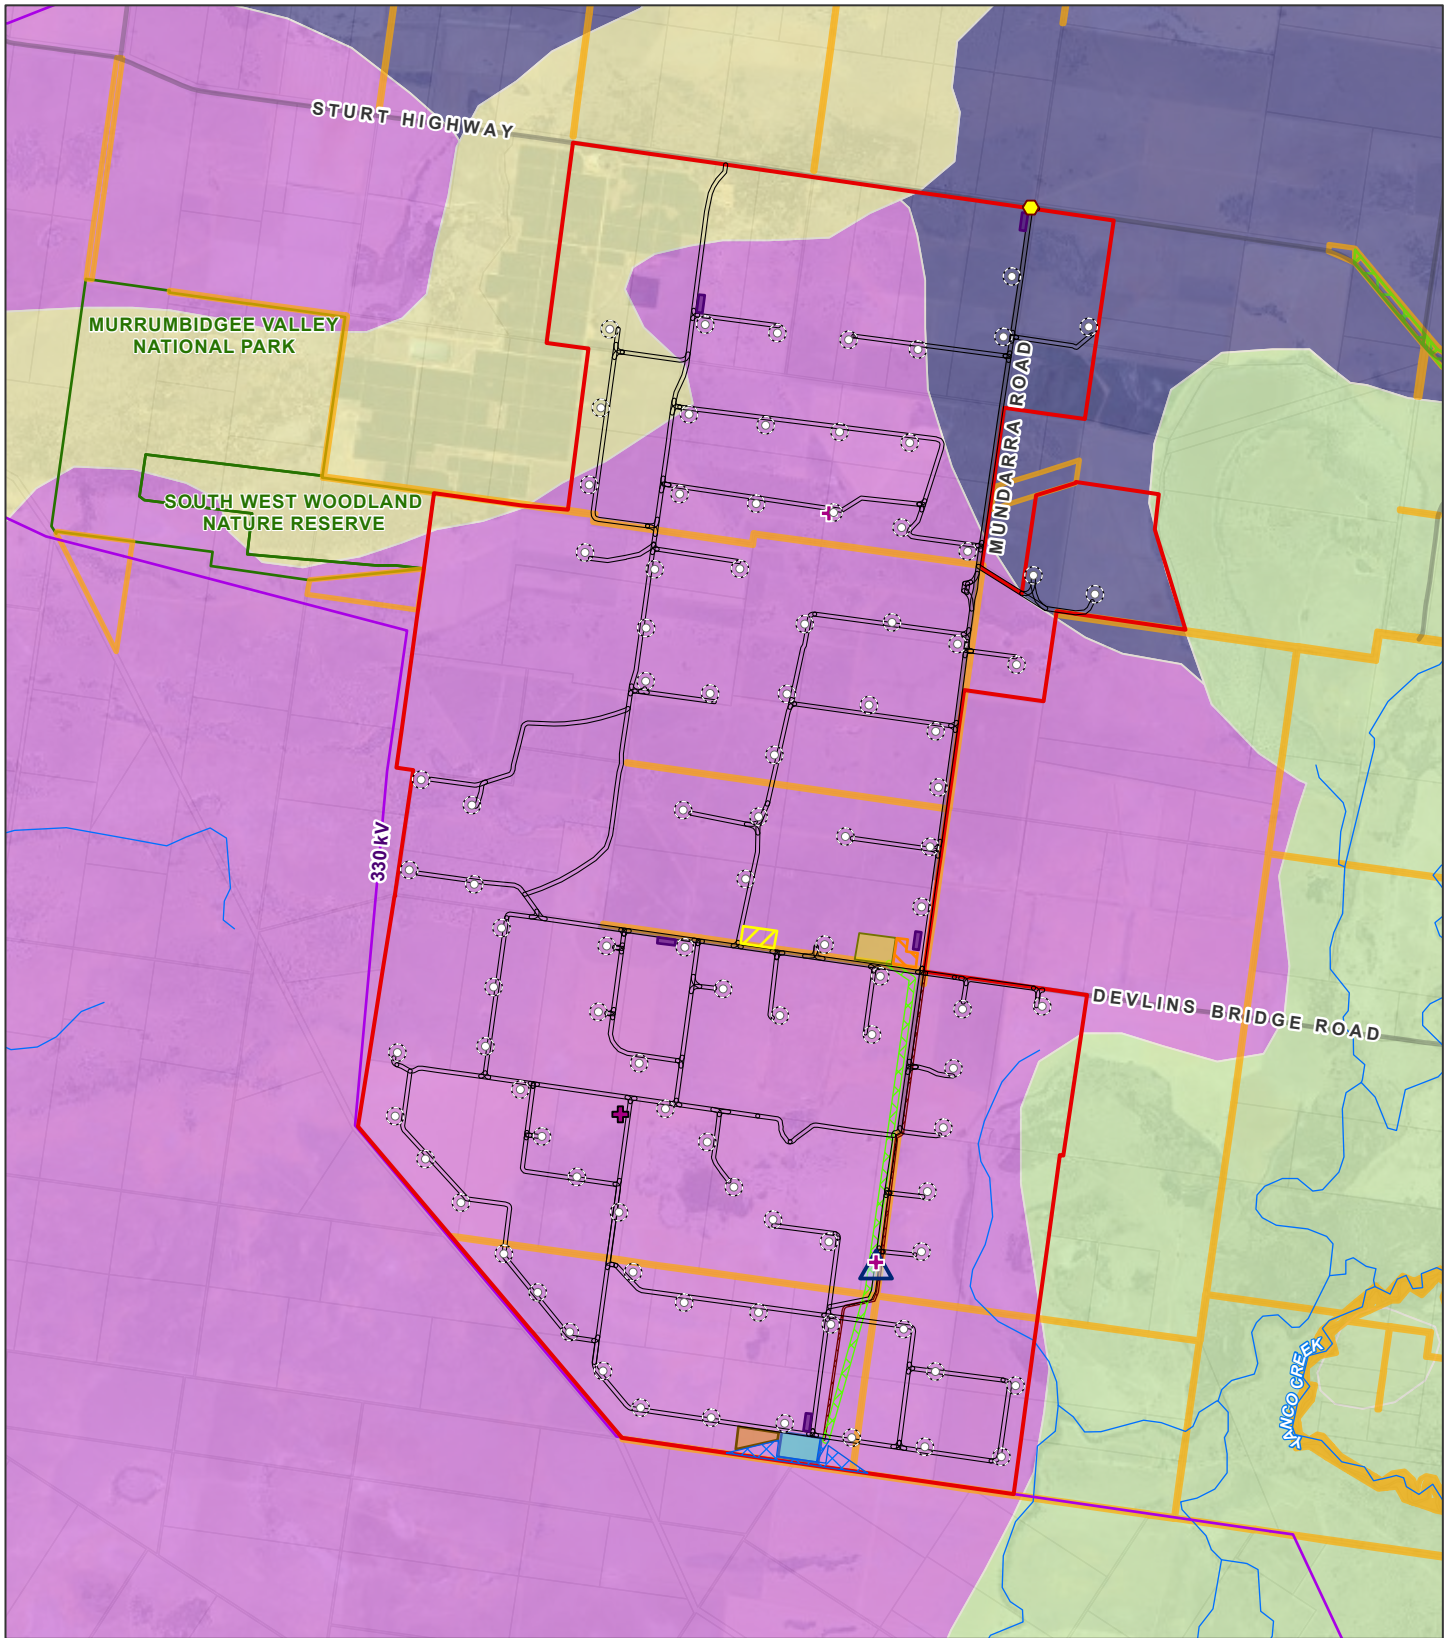 STURT HIGHWAY
MURRUMBIDGEE VALLEY
NATIONAL PARK
MUNDARRA ROAD
SOUTH WEST WOODLAND
NATURE RESERVE
330 kV
DEVLINS BRIDGE ROAD
YANCO CREEK